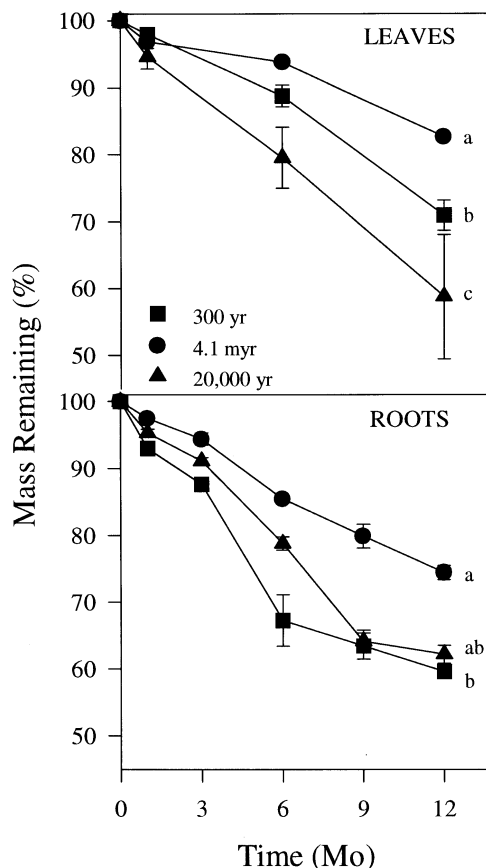 LEAVES
100
90
80
70
60
50
a
b
c
300 yr
4.1 myr
20,000 yr
Mass Remaining (%)
ROOTS
100
90
80
70
60
50
a
ab
b
0 3 6 9 12
Time (Mo)